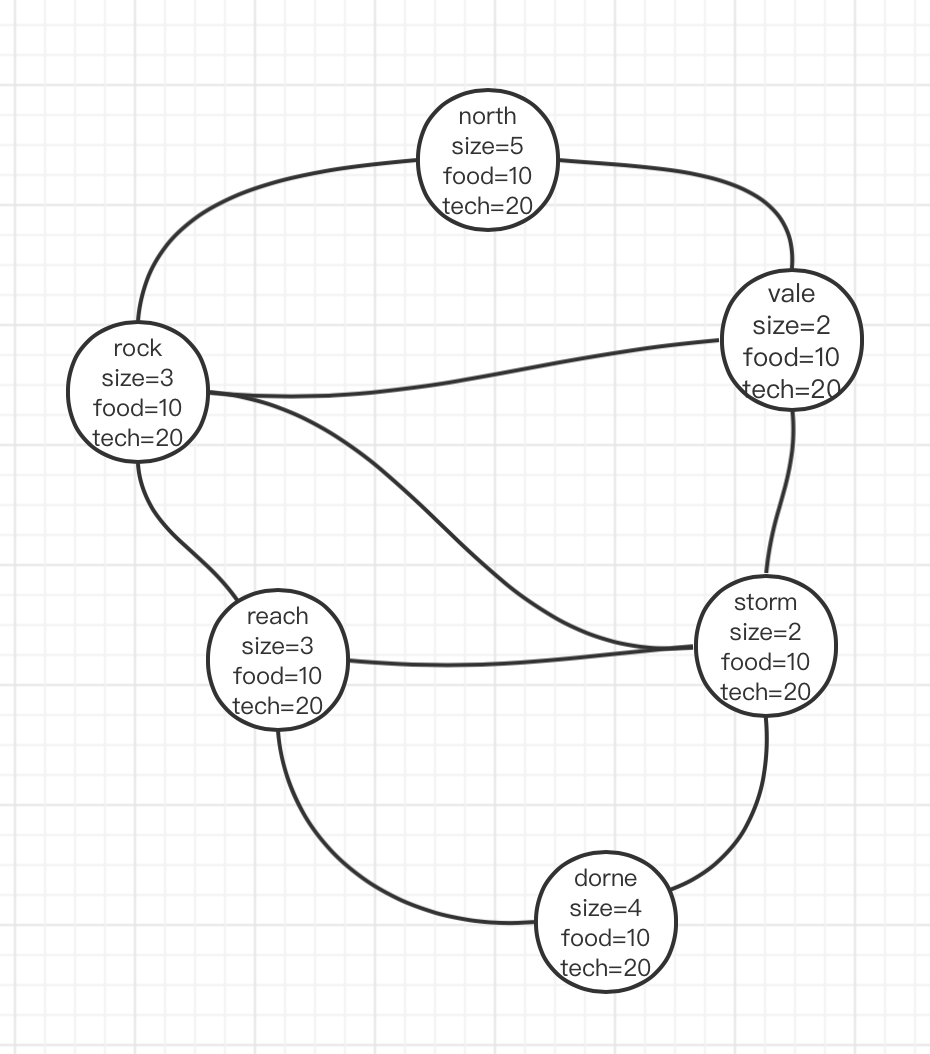 north
size=5
food=10
tech=20
vale
size=2
food=10
tech=20
rock
size=3
food=10
tech=20
reach
size=3
food=10
tech=20
storm
size=2
food=10
tech=20
dorne
size=4
food=10
tech=20